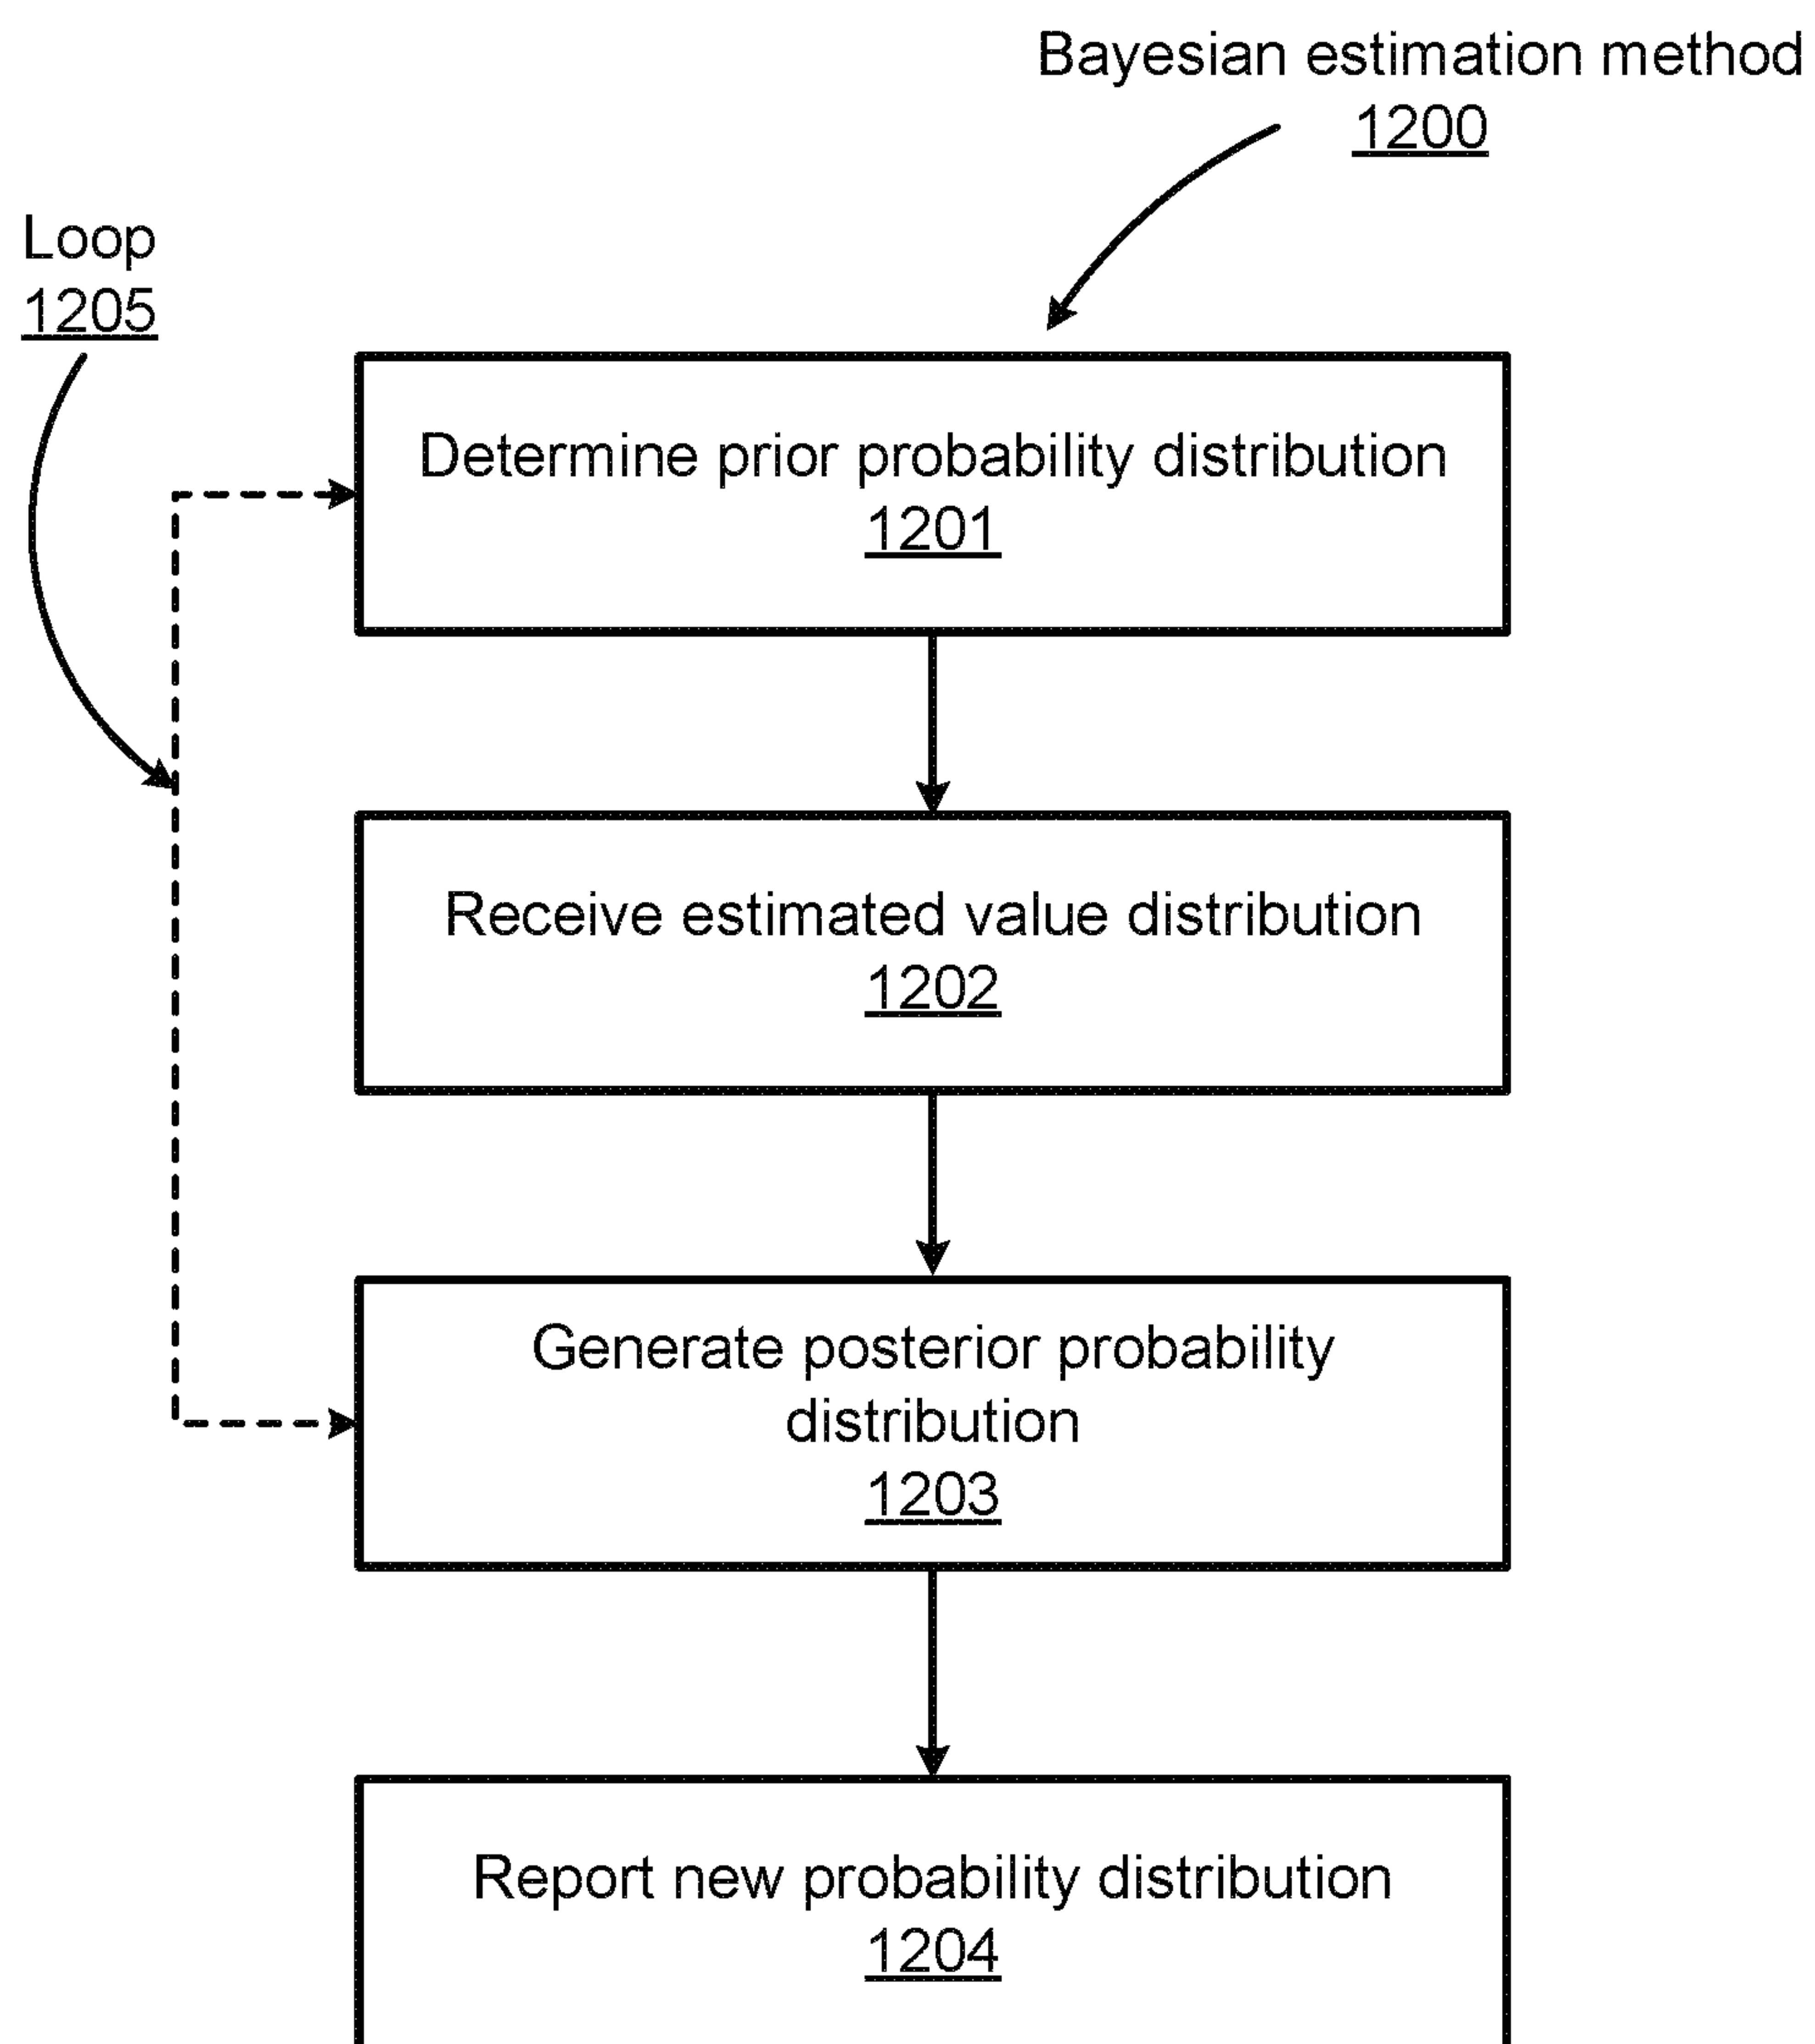 Bayesian estimation method
1200
Loop
1205
Determine prior probability distribution
1201
Receive estimated value distribution
1202
Generate posterior probability
distribution
1203
Report new probability distribution
1204